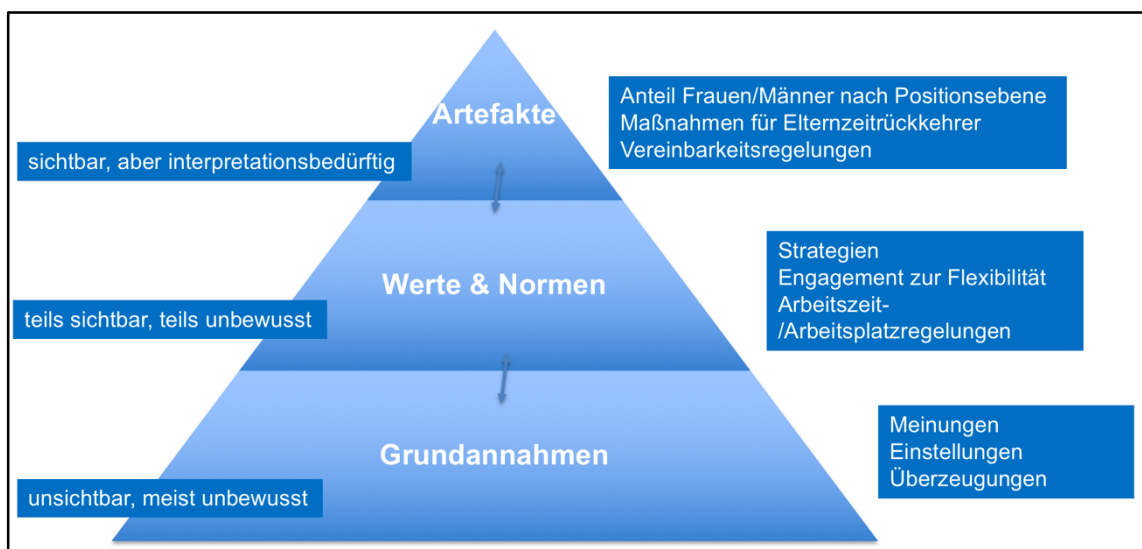 Artefakte
sichtbar, aber interpretationsbedürftig
Anteil Frauen/Männer nach Positionsebene
Maßnahmen für Elternzeitrückkehrer
Vereinbarkeitsregelungen
Werte & Normen
teils sichtbar, teils unbewusst
Strategien
Engagement zur Flexibilität
Arbeitszeit-
/Arbeitsplatzregelungen
Grundannahmen
unsichtbar, meist unbewusst
Meinungen
Einstellungen
Überzeugungen